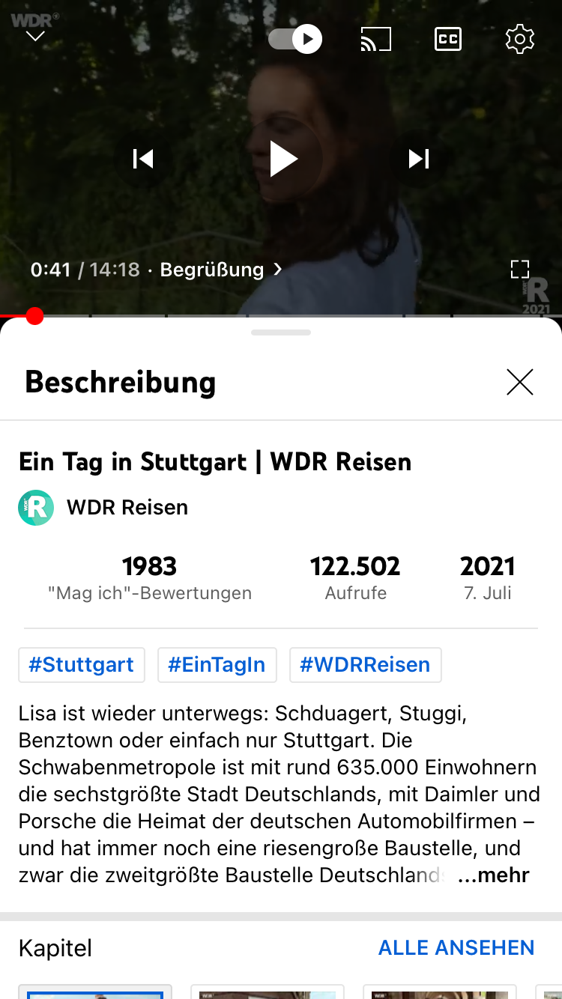 WDR
CC
0:41 / 14:18 · Begrüßung
WDR R
2021
Beschreibung
Ein Tag in Stuttgart | WDR Reisen
WDR R
WDR Reisen
1983 122.502 2021
"Mag ich"-Bewertungen Aufrufe 7. Juli
#Stuttgart #EinTagIn #WDRReisen
Lisa ist wieder unterwegs: Schduagert, Stuggi,
Benztown oder einfach nur Stuttgart. Die
Schwabenmetropole ist mit rund 635.000 Einwohnern
die sechstgrößte Stadt Deutschlands, mit Daimler und
Porsche die Heimat der deutschen Automobilfirmen –
und hat immer noch eine riesengroße Baustelle, und
zwar die zweitgrößte Baustelle Deutschlands ...mehr
Kapitel ALLE ANSEHEN